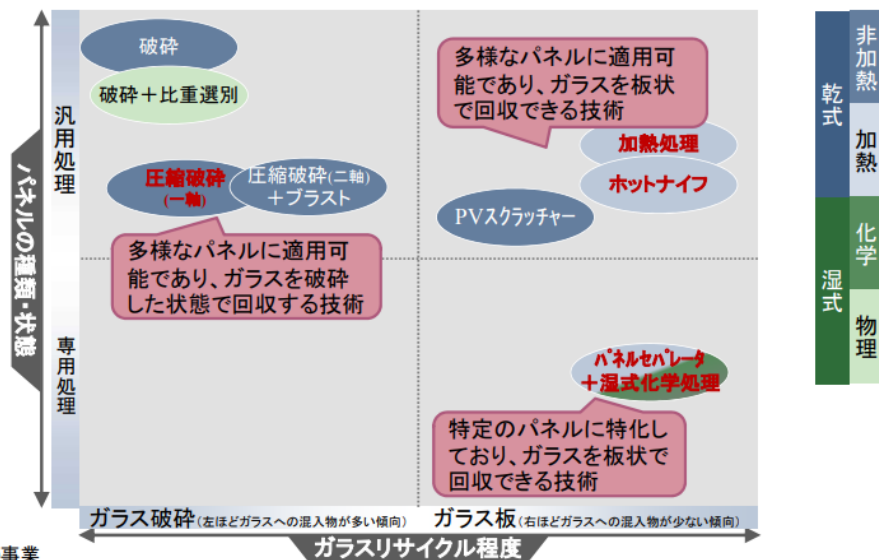 破砕
破砕＋比重選別
圧縮破砕
(一軸)
圧縮破砕(二軸)
＋ブラスト
多様なパネルに適用可
能であり、ガラスを破砕
した状態で回収する技術
多様なパネルに適用可
能であり、ガラスを板状
で回収できる技術
加熱処理
ホットナイフ
PVスクラッチャー
パネルセパレータ
＋湿式化学処理
特定のパネルに特化し
ており、ガラスを板状で
回収できる技術
パネルの種類・状態
汎用処理
専用処理
ガラス破砕(左ほどガラスへの混入物が多い傾向)
ガラス板(右ほどガラスへの混入物が少ない傾向)
ガラスリサイクル程度
事業
乾式
非加熱
加熱
湿式
化学
物理